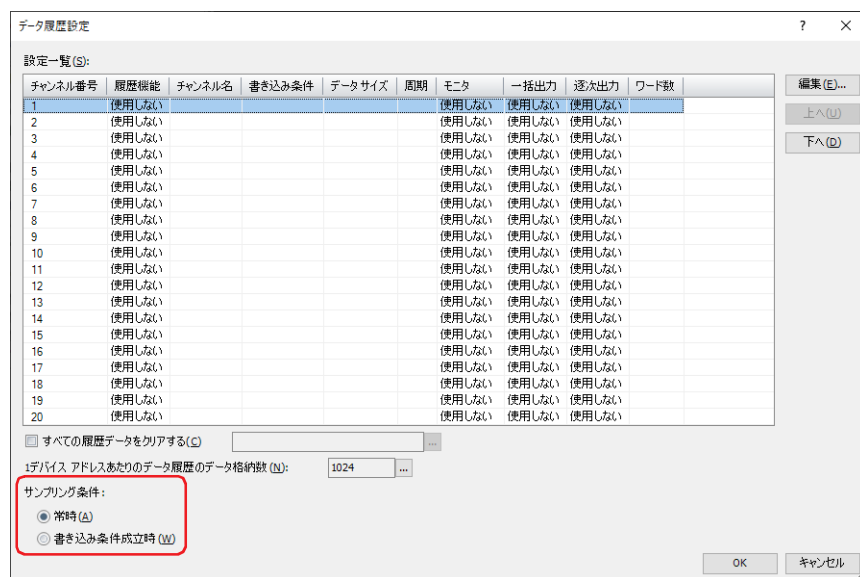 データ履歴設定 ? ×
設定一覧(S):
チャンネル番号 履歴機能 チャンネル名 書き込み条件 データ サイズ 周期 モニタ 一括出力 逐次出力 ワード数
1 使用しない 使用しない 使用しない 使用しない
2 使用しない 使用しない 使用しない 使用しない
3 使用しない 使用しない 使用しない 使用しない
4 使用しない 使用しない 使用しない 使用しない
5 使用しない 使用しない 使用しない 使用しない
6 使用しない 使用しない 使用しない 使用しない
7 使用しない 使用しない 使用しない 使用しない
8 使用しない 使用しない 使用しない 使用しない
9 使用しない 使用しない 使用しない 使用しない
10 使用しない 使用しない 使用しない 使用しない
11 使用しない 使用しない 使用しない 使用しない
12 使用しない 使用しない 使用しない 使用しない
13 使用しない 使用しない 使用しない 使用しない
14 使用しない 使用しない 使用しない 使用しない
15 使用しない 使用しない 使用しない 使用しない
16 使用しない 使用しない 使用しない 使用しない
17 使用しない 使用しない 使用しない 使用しない
18 使用しない 使用しない 使用しない 使用しない
19 使用しない 使用しない 使用しない 使用しない
20 使用しない 使用しない 使用しない 使用しない
編集(E)...
上へ(U)
下へ(D)
すべての履歴データをクリアする(C) ...
1デバイス アドレスあたりのデータ履歴のデータ格納数(N): 1024 ...
サンプリング条件:
常時(A)
書き込み条件成立時(W)
OK キャンセル